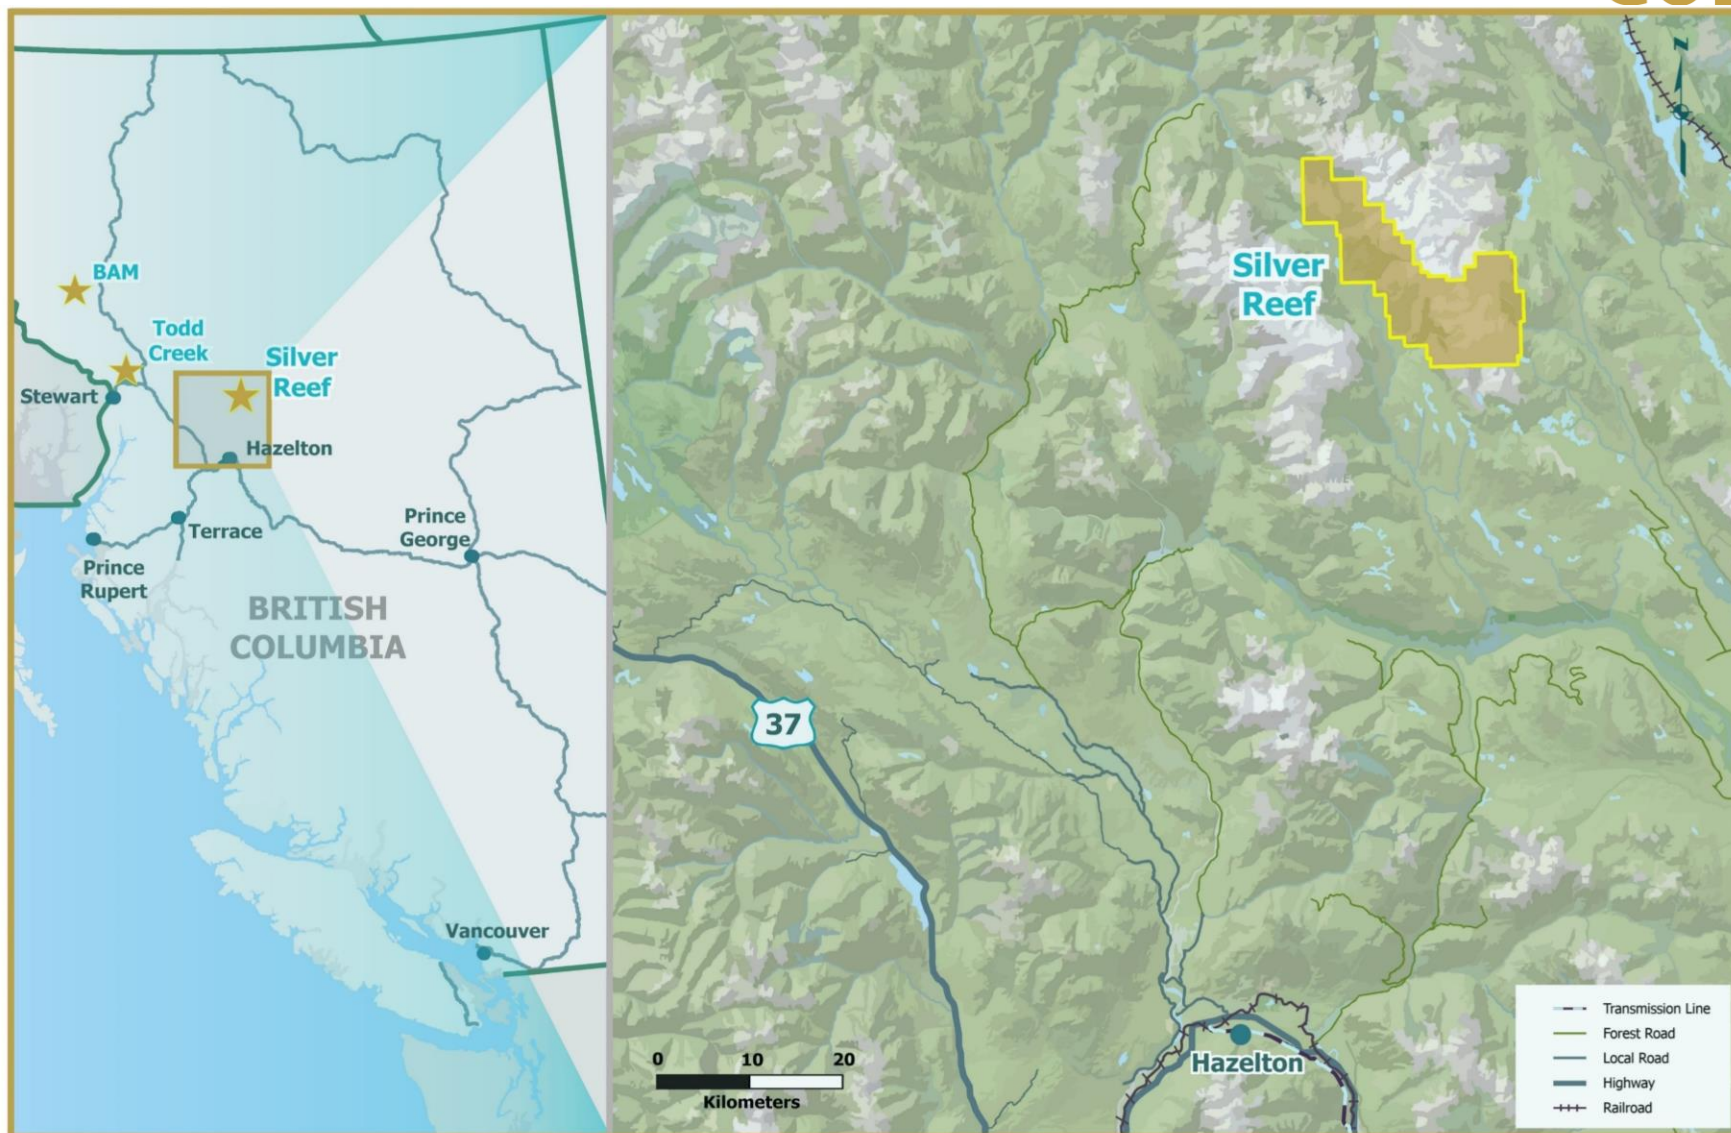 BAM
Todd
Creek
Silver
Reef
Stewart
Hazelton
Terrace
Prince
George
Prince
Rupert
BRITISH
COLUMBIA
Vancouver
N
Silver
Reef
37
0 10 20
Kilometers
Hazelton
Transmission Line
Forest Road
Local Road
Highway
Railroad